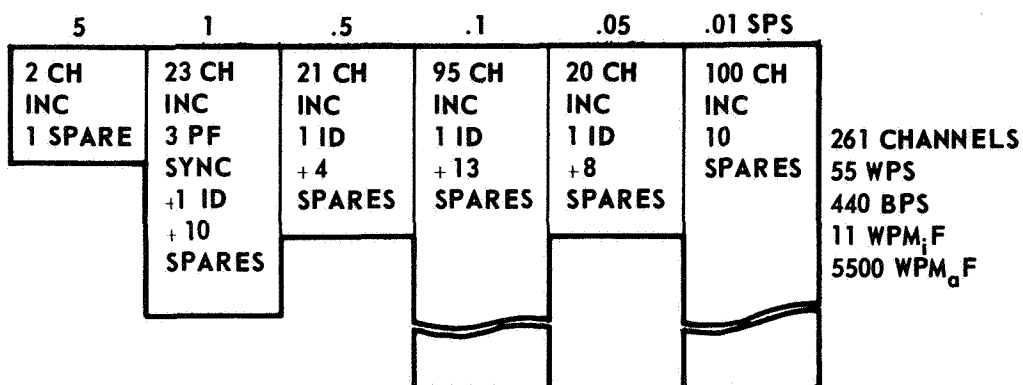 5 1 .5 .1 .05 .01 SPS
2 CH
INC
1 SPARE
23 CH
INC
3 PF
SYNC
+1 ID
+ 10
SPARES
21 CH
INC
1 ID
+ 4
SPARES
95 CH
INC
1 ID
+ 13
SPARES
20 CH
INC
1 ID
+8
SPARES
100 CH
INC
10
SPARES
261 CHANNELS
55 WPS
440 BPS
11 WPMiF
5500 WPMaF